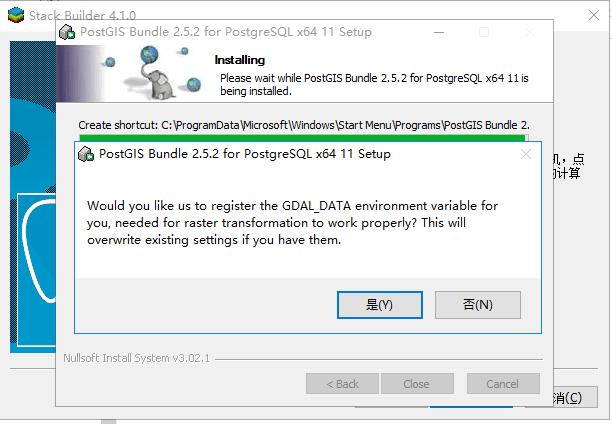 Stack Builder 4.1.0
PostGIS Bundle 2.5.2 for PostgreSQL x64 11 Setup
Installing
Please wait while PostGIS Bundle 2.5.2 for PostgreSQL x64 11 is
being installed.
Create shortcut: C:\ProgramData\Microsoft\Windows\Start Menu\Programs\PostGIS Bundle 2.
机，点
的计算
PostGIS Bundle 2.5.2 for PostgreSQL x64 11 Setup
Would you like us to register the GDAL_DATA environment variable for
you, needed for raster transformation to work properly? This will
overwrite existing settings if you have them.
是(Y)
否(N)
Nullsoft Install System v3.02.1
< Back
Close
Cancel
消(C)